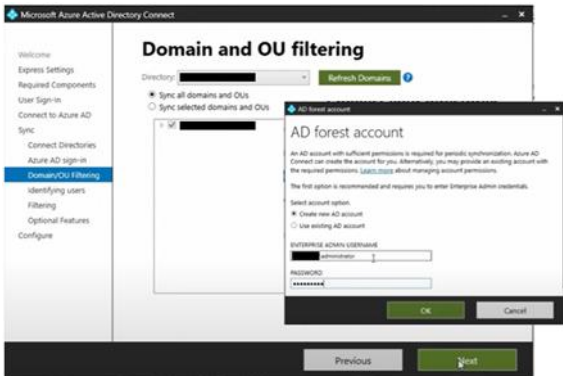 Microsoft Azure Active Directory Connect
Welcome
Express Settings
Required Components
User Sign-In
Connect to Azure AD
Sync
Connect Directories
Azure AD sign-in
Domain/OU Filtering
Identifying users
Filtering
Optional Features
Configure
Domain and OU filtering
Directory:
Refresh Domains
?
Sync all domains and OUs
Sync selected domains and OUs
AD forest account
AD forest account
An AD account with sufficient permissions is required for periodic synchronization. Azure AD
Connect can create the account for you. Alternatively, you may provide an existing account with
the required permissions. Learn more about managing account permissions.
The first option is recommended and requires you to enter Enterprise Admin credentials.
Select account option.
Create new AD account
Use existing AD account
ENTERPRISE ADMIN USERNAME
administrator
PASSWORD
OK
Cancel
Previous
Next